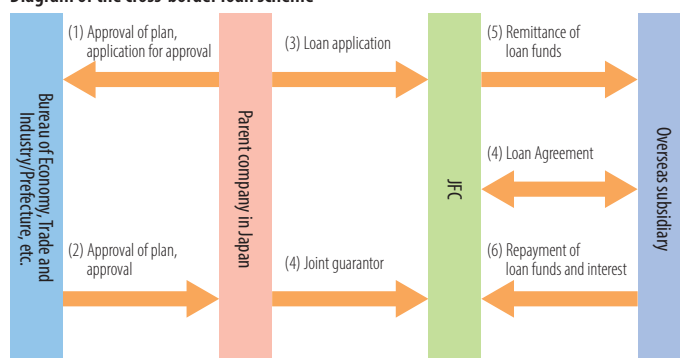 Diagram of the cross-border loan scheme
(1) Approval of plan,
application for approval
(3) Loan application
(5) Remittance of
loan funds
Bureau of Economy, Trade and
Industry/Prefecture, etc.
Parent company in Japan
JFC
Overseas subsidiary
(4) Loan Agreement
(2) Approval of plan,
approval
(4) Joint guarantor
(6) Repayment of
loan funds and interest